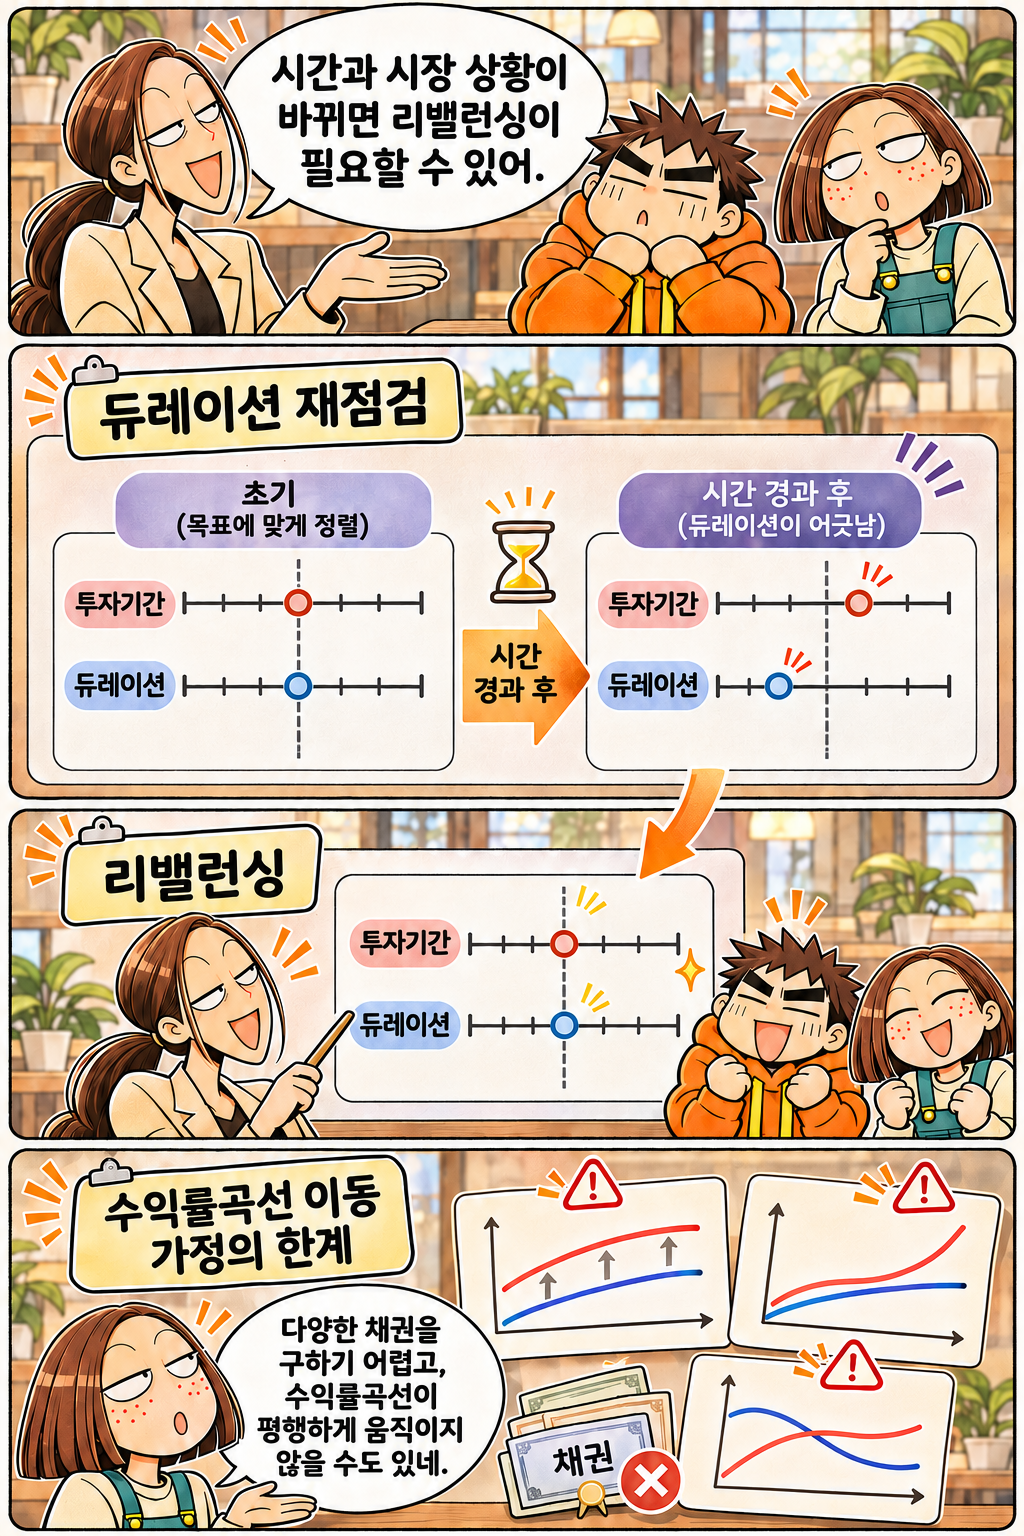 시간과 시장 상황이
바뀌면 리밸런싱이
필요할 수 있어.
듀레이션 재점검
초기
(목표에 맞게 정렬)
투자기간
듀레이션
시간
경과 후
시간 경과 후
(듀레이션이 어긋남)
투자기간
듀레이션
리밸런싱
투자기간
듀레이션
수익률곡선 이동
가정의 한계
다양한 채권을
구하기 어렵고,
수익률곡선이
평행하게 움직이지
않을 수도 있네.
채권